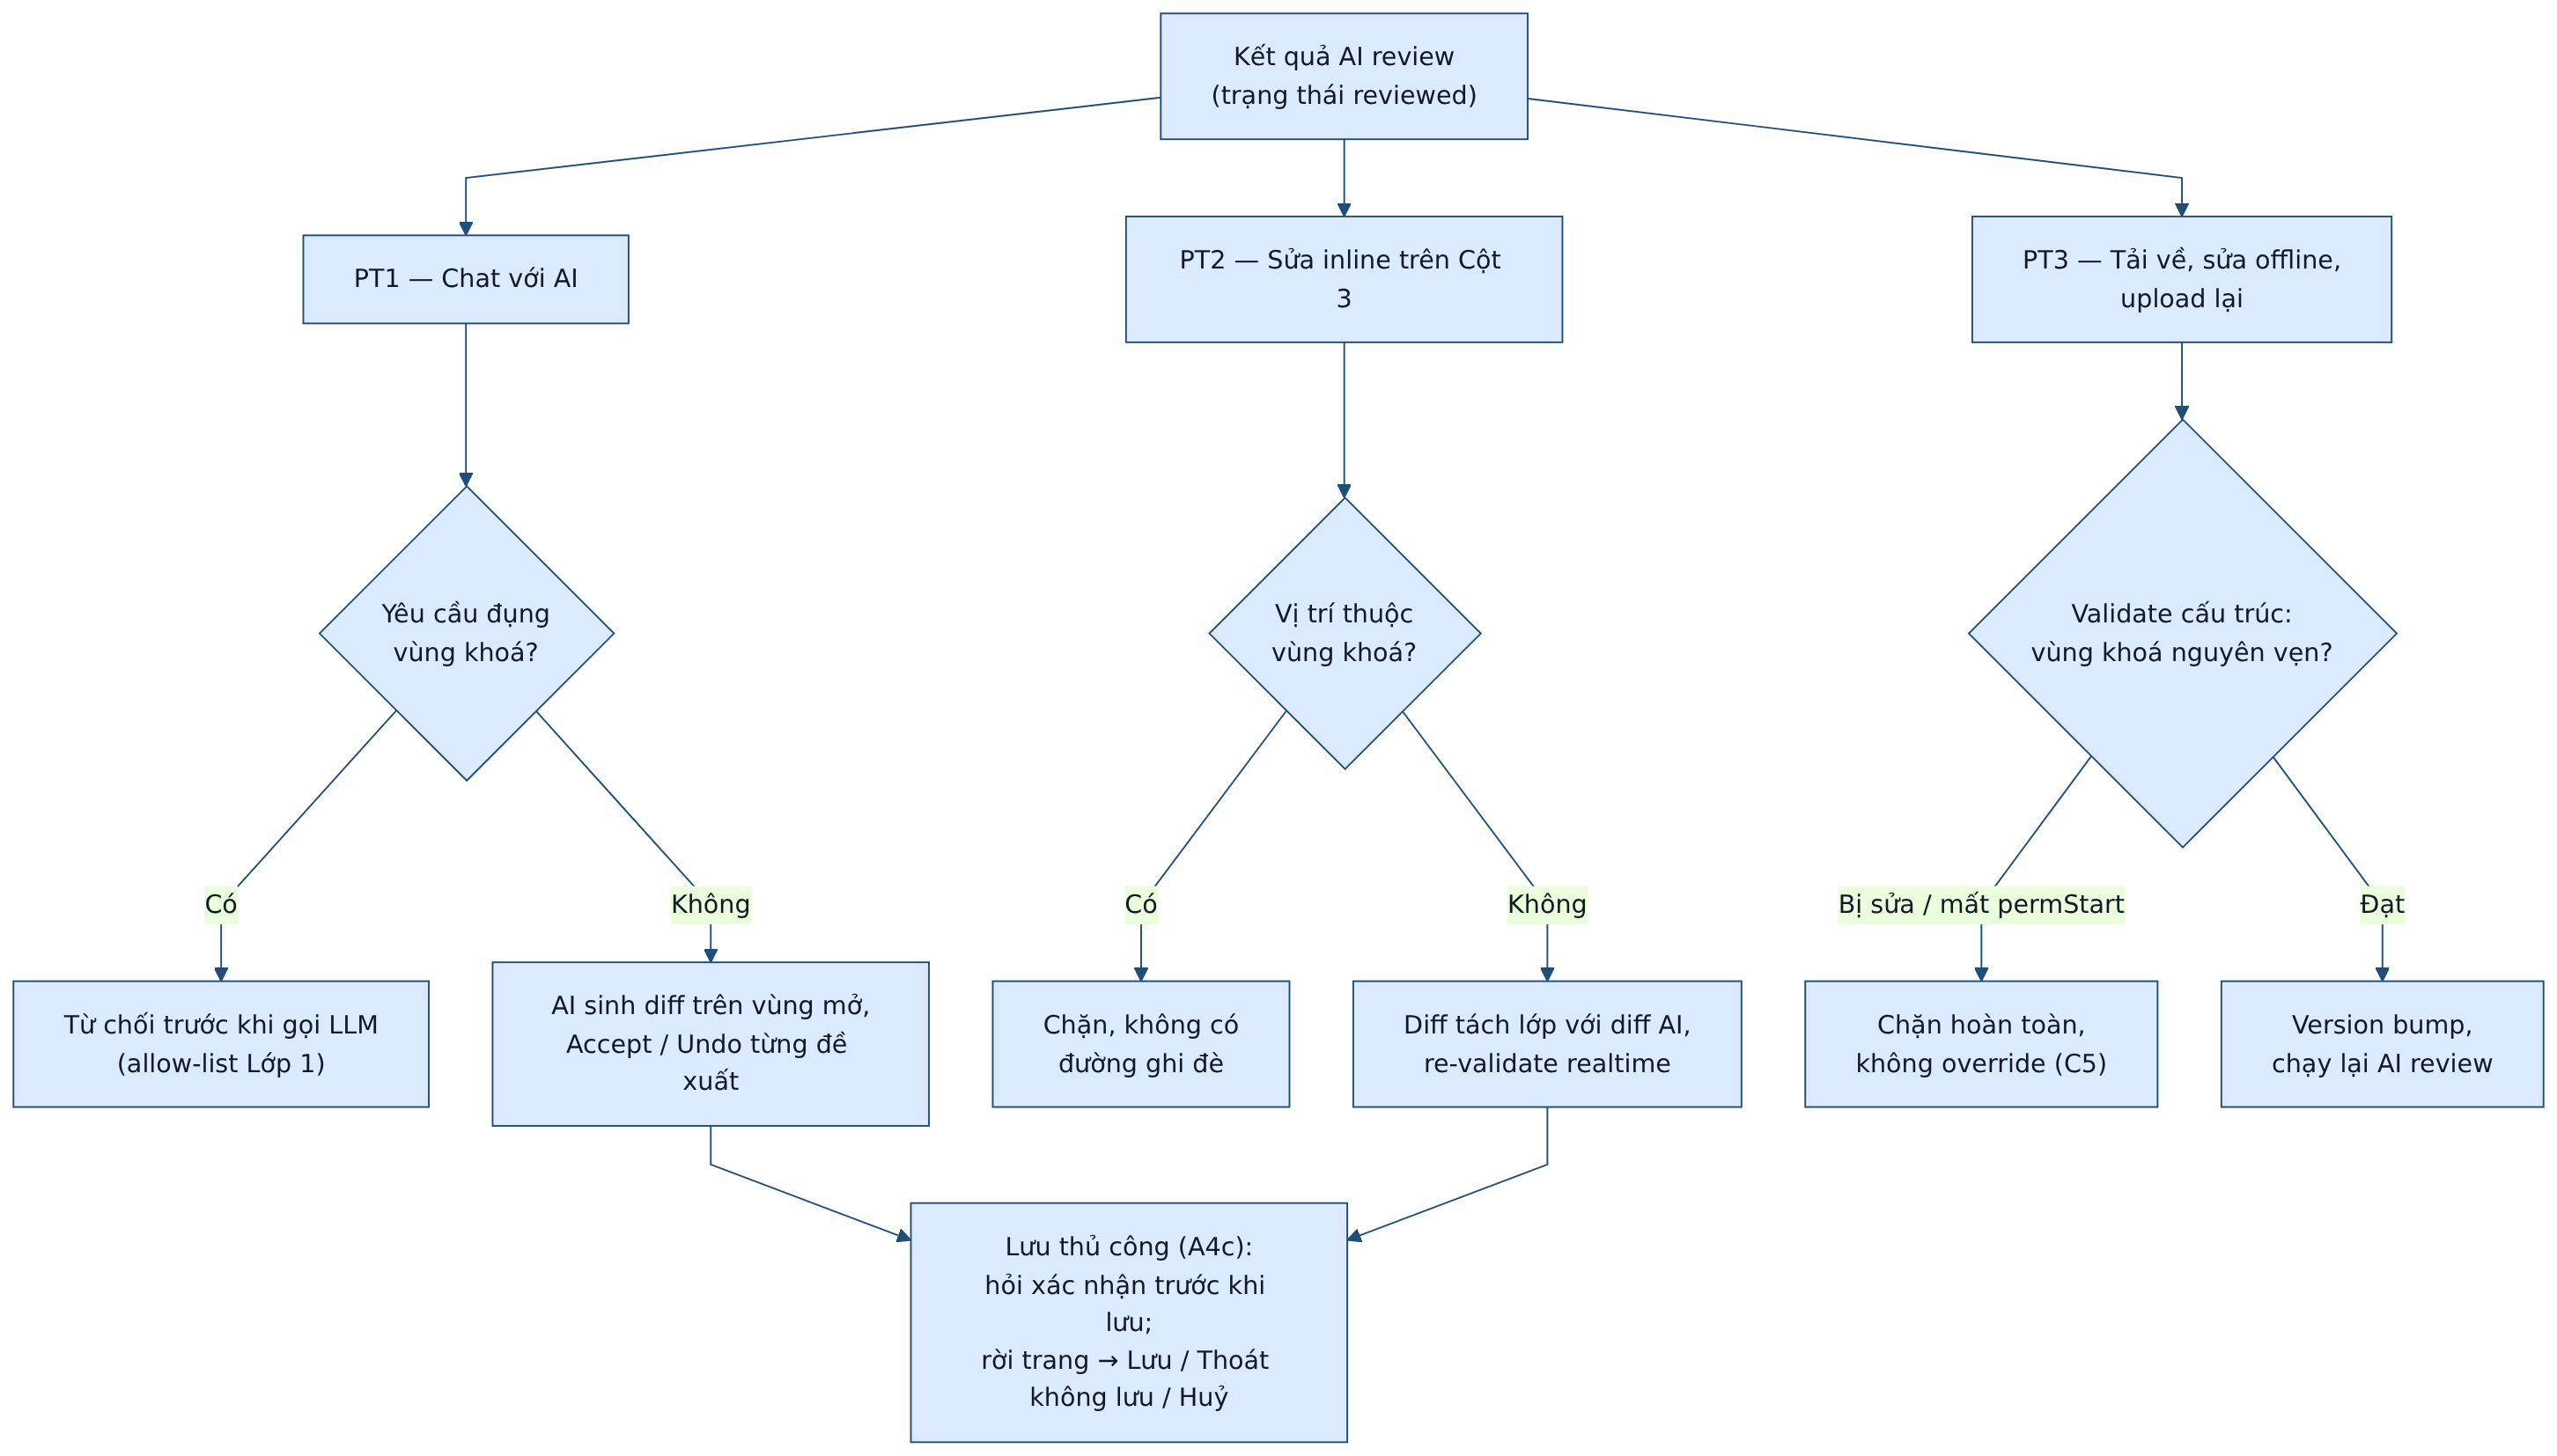 Kết quả AI review
(trạng thái reviewed)
PT1 — Chat với AI
PT2 — Sửa inline trên Cột
3
PT3 — Tải về, sửa offline,
upload lại
Yêu cầu đụng
vùng khoá?
Vị trí thuộc
vùng khoá?
Validate cấu trúc:
vùng khoá nguyên vẹn?
Có
Không
Có
Không
Bị sửa / mất permStart
Đạt
Từ chối trước khi gọi LLM
(allow-list Lớp 1)
AI sinh diff trên vùng mở,
Accept / Undo từng đề
xuất
Chặn, không có
đường ghi đè
Diff tách lớp với diff AI,
re-validate realtime
Chặn hoàn toàn,
không override (C5)
Version bump,
chạy lại AI review
Lưu thủ công (A4c):
hỏi xác nhận trước khi
lưu;
rời trang → Lưu / Thoát
không lưu / Huỷ